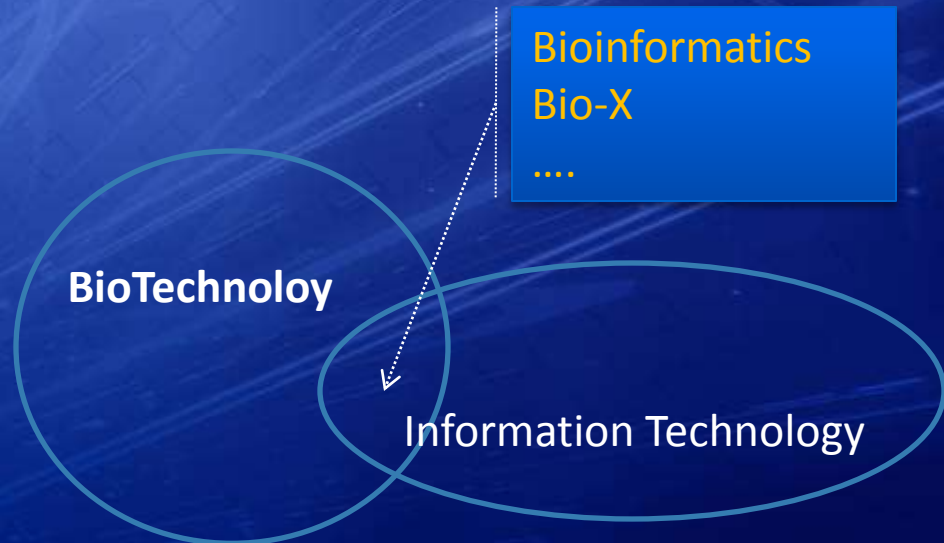 Bioinformatics
Bio-X
....
BioTechnoloy
Information Technology